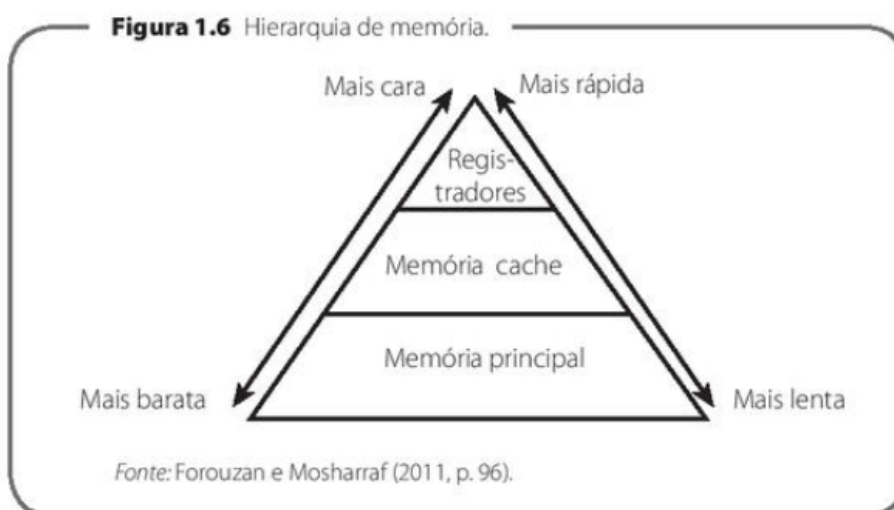 Figura 1.6 Hierarquia de memória.
Mais cara
Mais rápida
Regis-
tradores
Memória cache
Memória principal
Mais barata
Mais lenta
Fonte: Forouzan e Mosharraf (2011, p. 96).